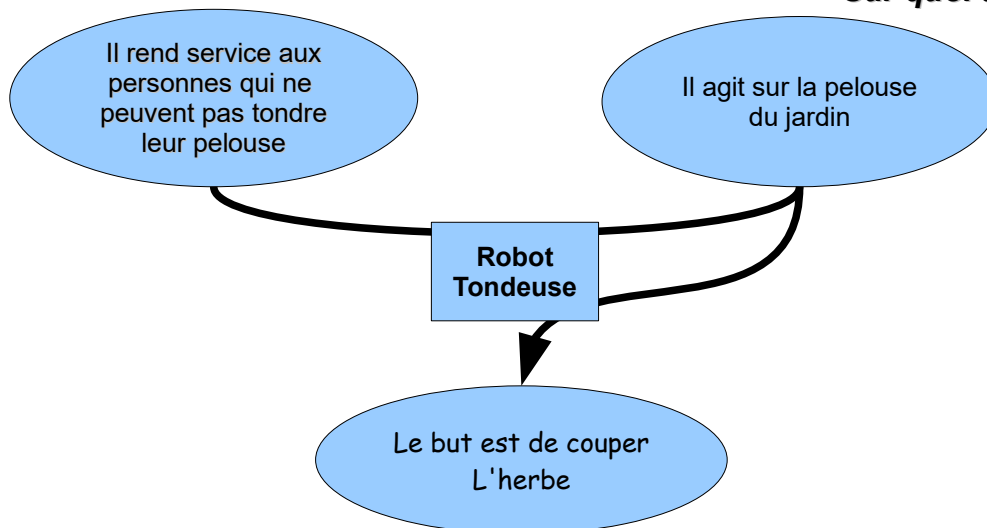 Il rend service aux
personnes qui ne
peuvent pas tondre
leur pelouse
Il agit sur la pelouse
du jardin
Robot
Tondeuse
Le but est de couper
L'herbe